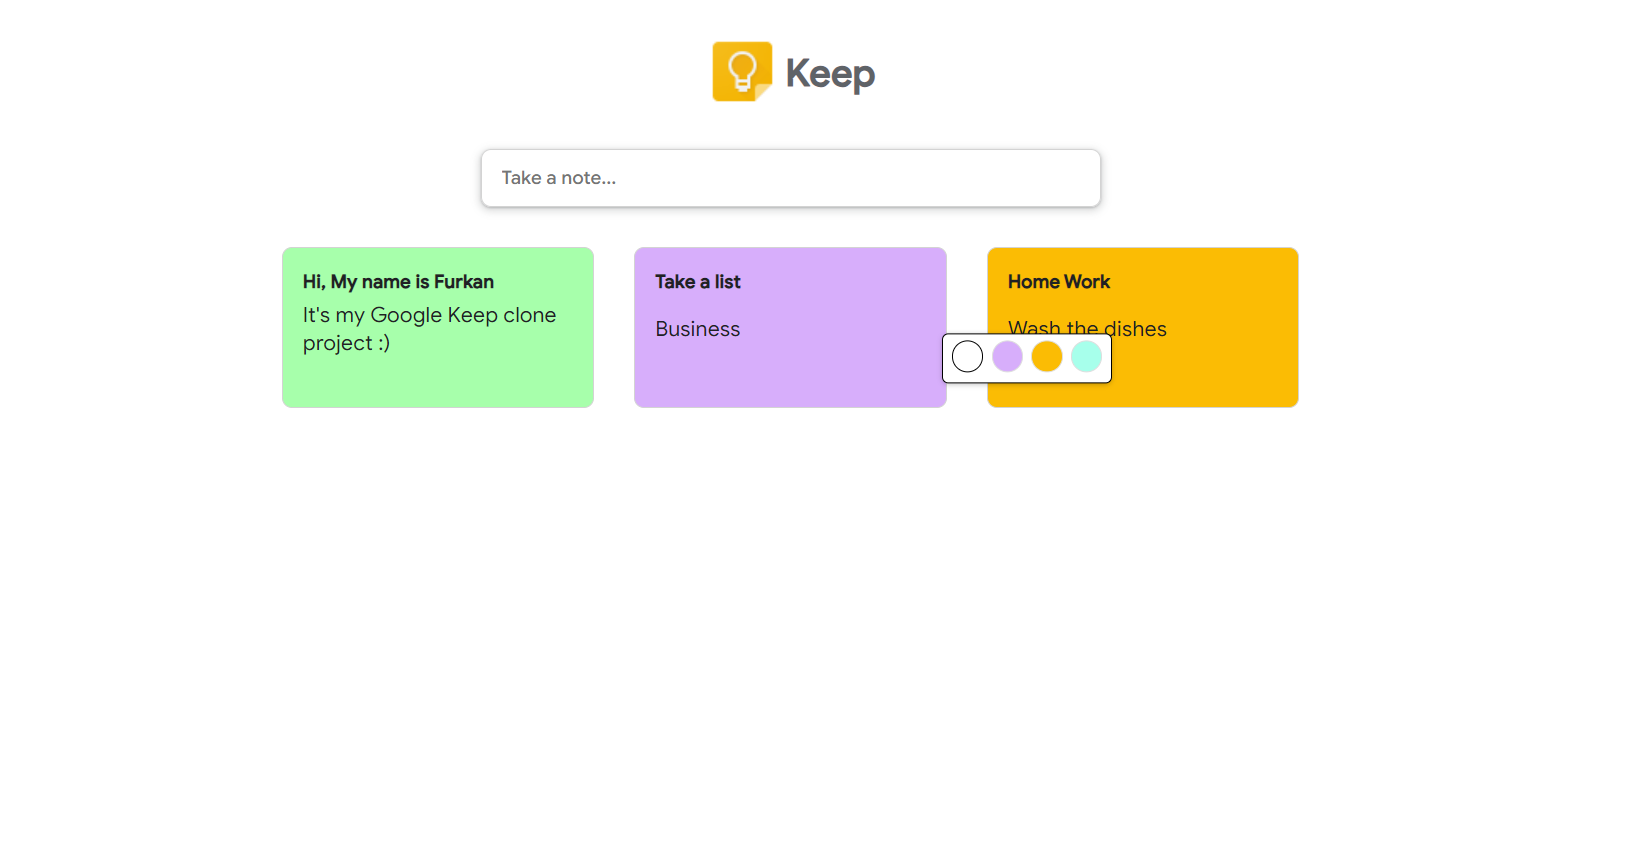 Keep
Take a note...
Hi, My name is Furkan
It's my Google Keep clone
project :)
Take a list
Business
Home Work
Wash the dishes